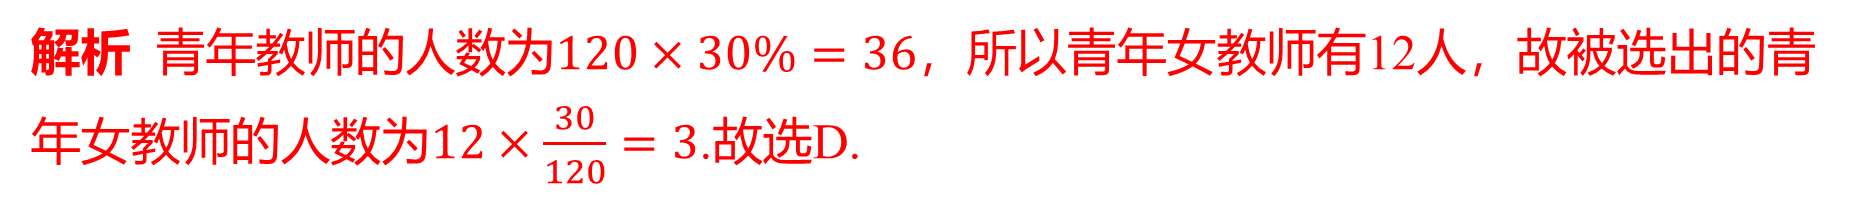 解析 青年教师的人数为120 × 30% = 36，所以青年女教师有12人，故被选出的青
年女教师的人数为12 × \frac{30}{120} = 3.故选D.